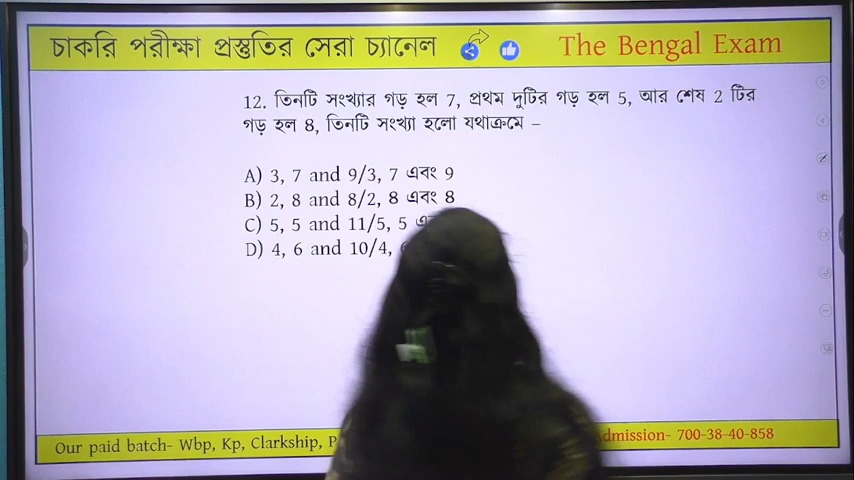 চাকরি পরীক্ষা প্রস্তুতির সেরা চ্যানেল The Bengal Exam
12. তিনটি সংখ্যার গড় হল 7, প্রথম দুটির গড় হল 5, আর শেষ 2 টির
গড় হল 8, তিনটি সংখ্যা হলো যথাক্রমে –
A) 3, 7 and 9/3, 7 এবং 9
B) 2, 8 and 8/2, 8 এবং 8
C) 5, 5 and 11/5, 5
D) 4, 6 and 10/4,
Our paid batch- Wbp, Kp, Clarkship, dmission- 700-38-40-858